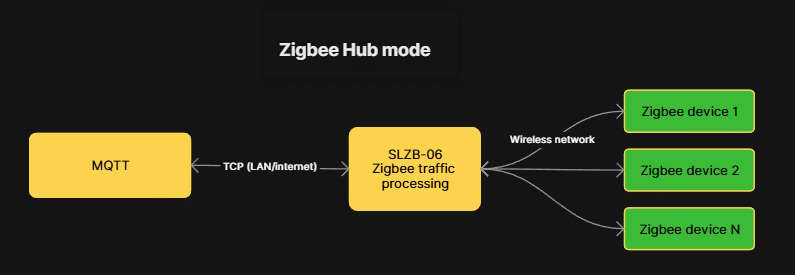 Zigbee Hub mode
MQTT
TCP (LAN/internet)
SLZB-06
Zigbee traffic
processing
Wireless network
Zigbee device 1
Zigbee device 2
Zigbee device N